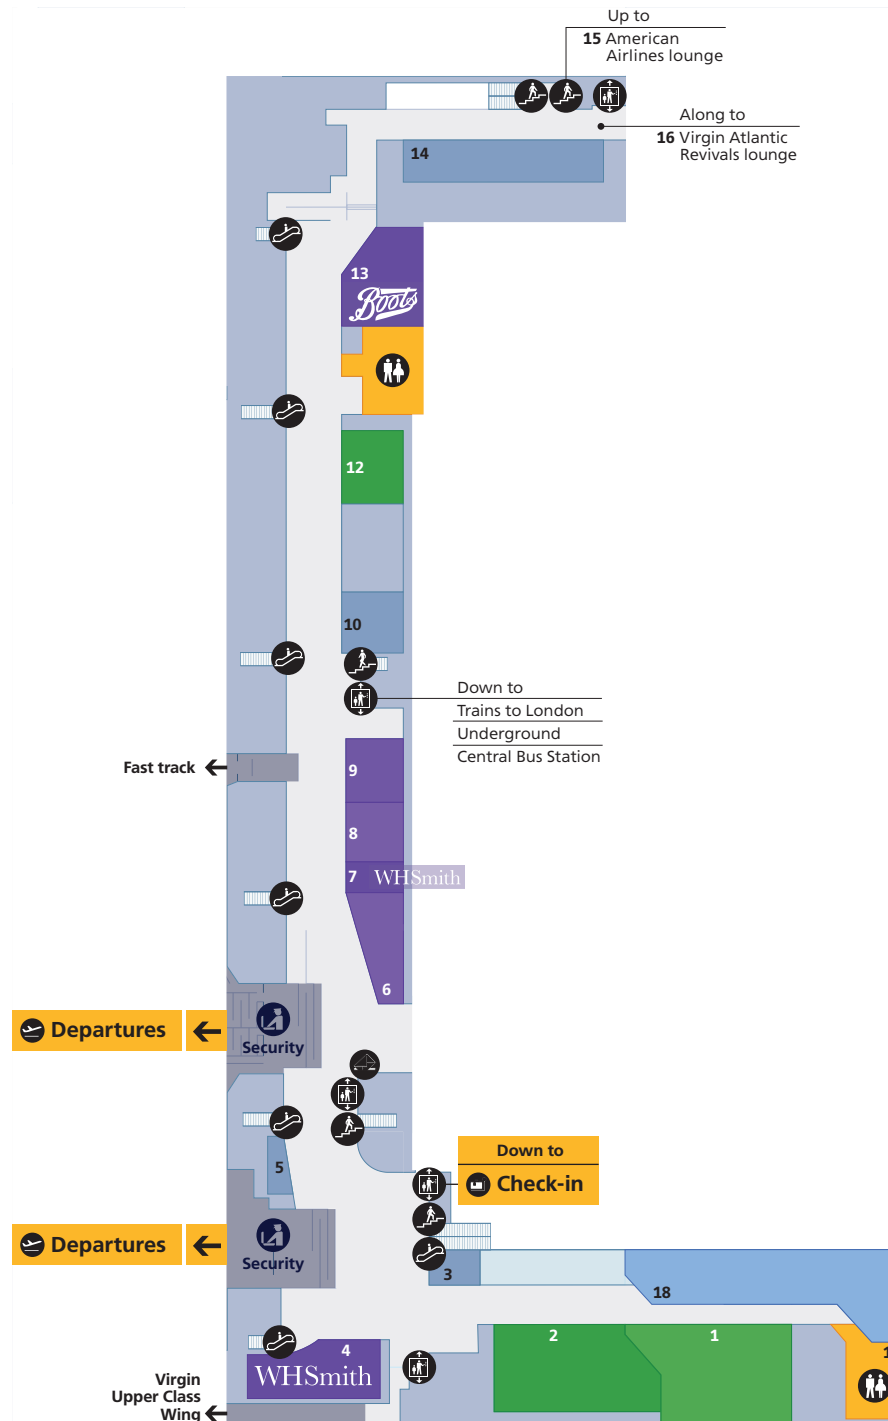 Up to
15 American
Airlines lounge
Along to
16 Virgin Atlantic
Revivals lounge
14
13
Boots
12
10
Down to
Trains to London
Underground
Central Bus Station
Fast track
9
8
7 WHSmith
6
Departures
Security
Down to
Check-in
5
Departures
Security
3
18
4
WHSmith
2
1
1
Virgin
Upper Class
Wing